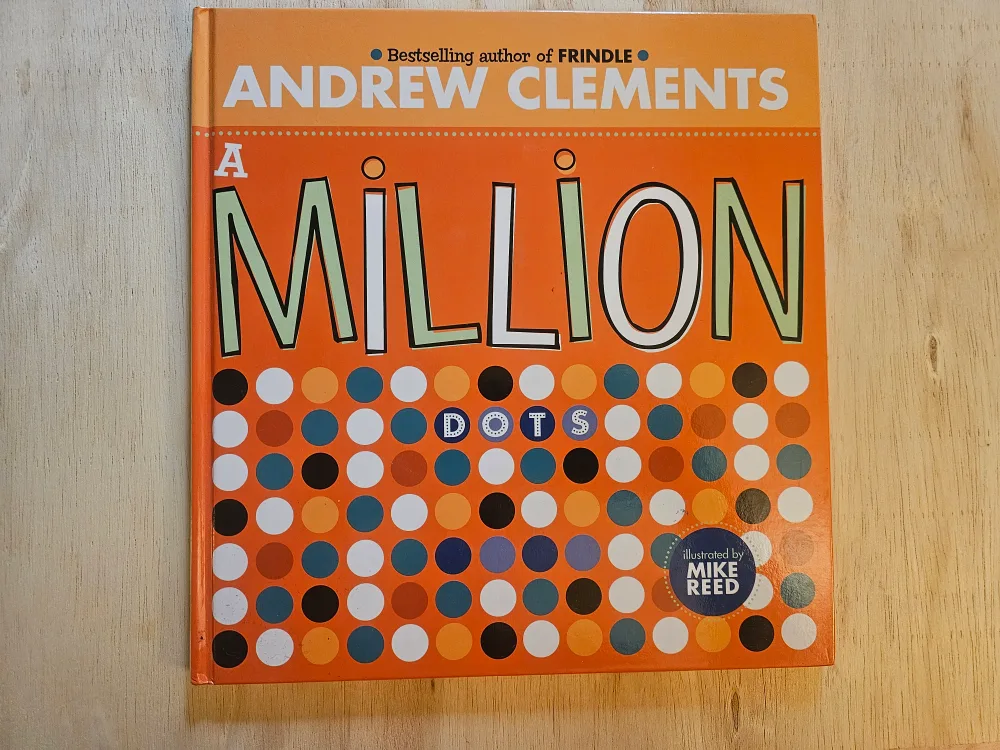 Bestselling author of FRINDLE
ANDREW CLEMENTS
A
MiLLiON
DOTS
illustrated by
MIKE
REED